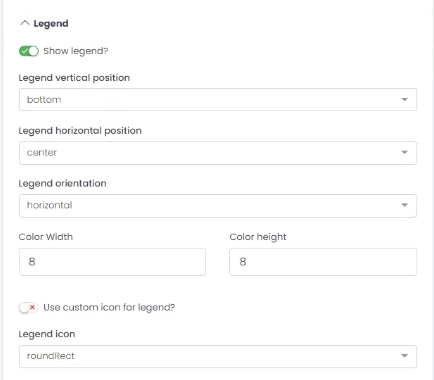 Legend
Show legend?
Legend vertical position
bottom
Legend horizontal position
center
Legend orientation
horizontal
Color Width Color height
8 8
Use custom icon for legend?
Legend icon
roundRect